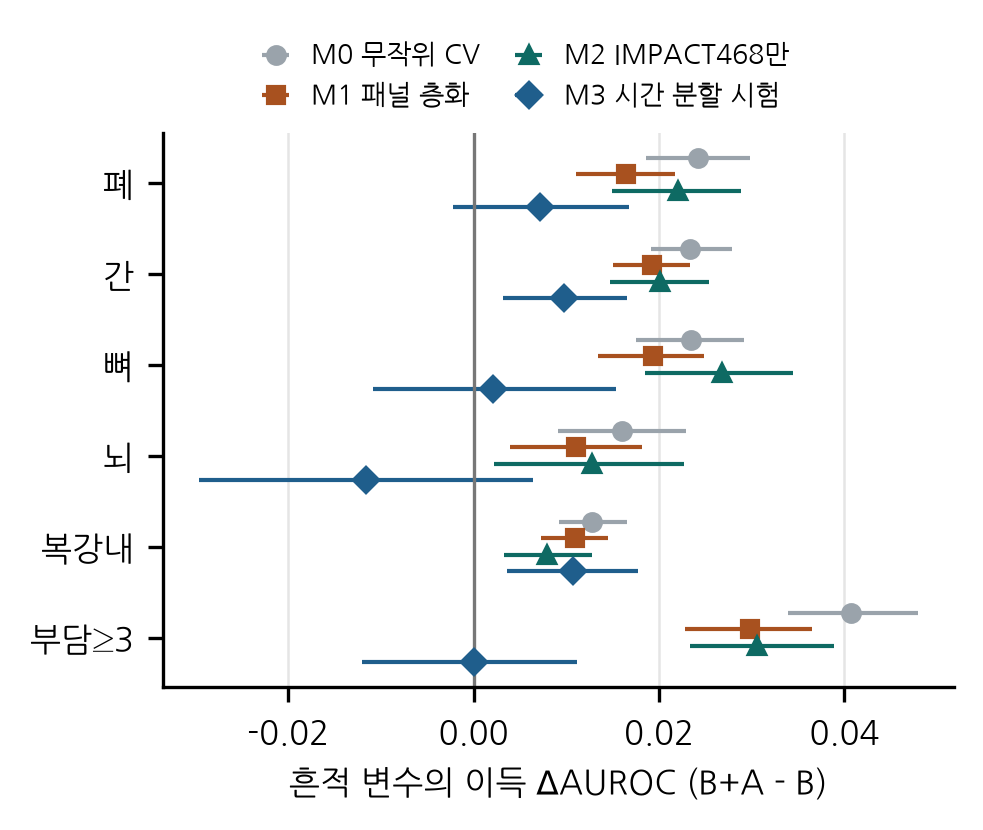 M0 무작위 CV
M1 패널 층화
M2 IMPACT468만
M3 시간 분할 시험
폐
간
뼈
뇌
복강내
부담≥3
-0.02 0.00 0.02 0.04
흔적 변수의 이득 ΔAUROC (B+A - B)